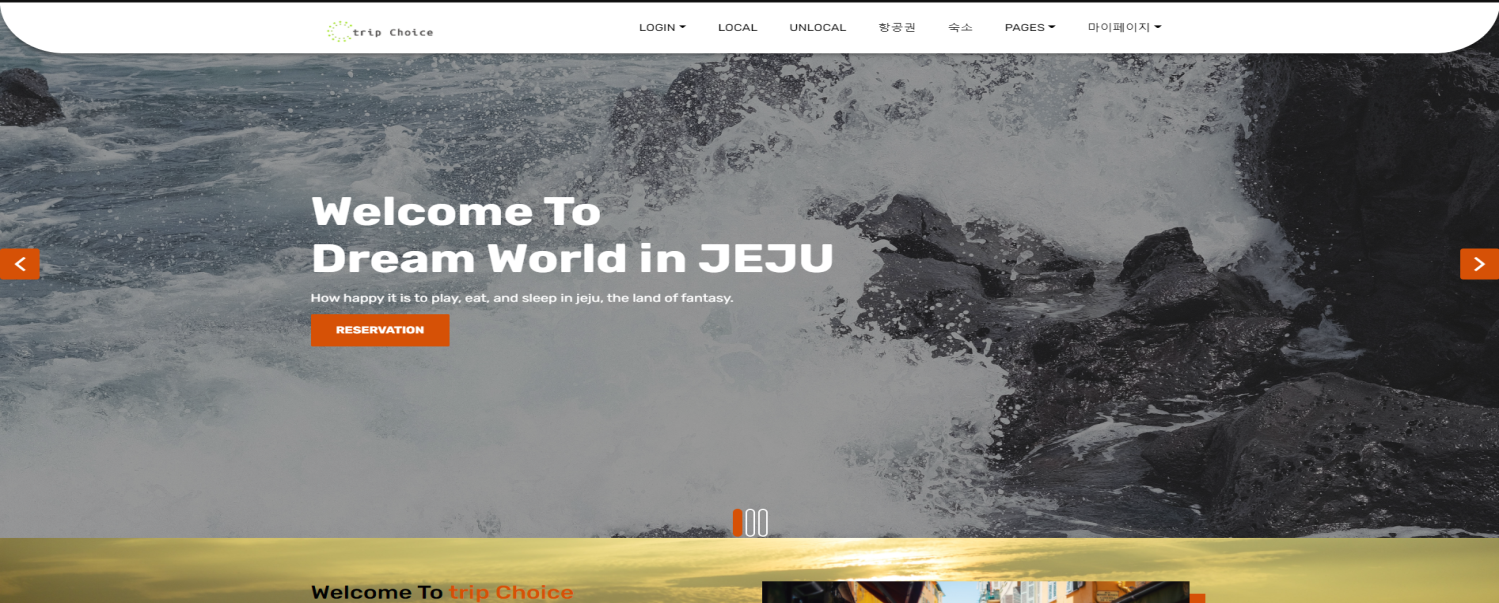 trip Choice
LOGIN LOCAL UNLOCAL 항공권 숙소 PAGES 마이페이지
Welcome To
Dream World in JEJU
How happy it is to play, eat, and sleep in jeju, the land of fantasy.
RESERVATION
Welcome To trip Choice